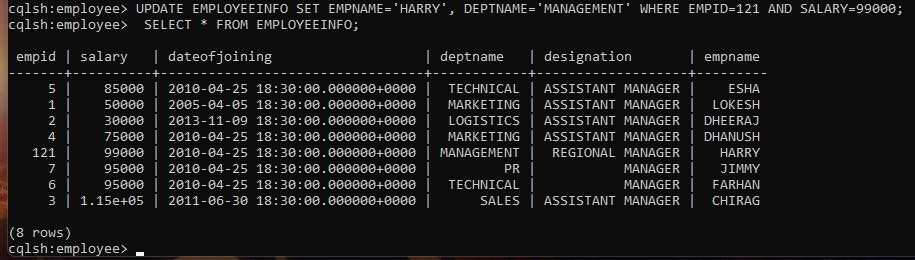 cqlsh:employee> UPDATE EMPLOYEEINFO SET EMPNAME='HARRY', DEPTNAME='MANAGEMENT' WHERE EMPID=121 AND SALARY=99000;
cqlsh:employee>  SELECT * FROM EMPLOYEEINFO;
 empid | salary   | dateofjoining                   | deptname   | designation       | empname
-------+----------+---------------------------------+------------+-------------------+---------
     5 |    85000 | 2010-04-25 18:30:00.000000+0000 |  TECHNICAL | ASSISTANT MANAGER |    ESHA
     1 |    50000 | 2005-04-05 18:30:00.000000+0000 |  MARKETING | ASSISTANT MANAGER |  LOKESH
     2 |    30000 | 2013-11-09 18:30:00.000000+0000 |  LOGISTICS | ASSISTANT MANAGER | DHEERAJ
     4 |    75000 | 2010-04-25 18:30:00.000000+0000 |  MARKETING | ASSISTANT MANAGER | DHANUSH
   121 |    99000 | 2010-04-25 18:30:00.000000+0000 | MANAGEMENT |  REGIONAL MANAGER |   HARRY
     7 |    95000 | 2010-04-25 18:30:00.000000+0000 |         PR |           MANAGER |   JIMMY
     6 |    95000 | 2010-04-25 18:30:00.000000+0000 |  TECHNICAL |           MANAGER |  FARHAN
     3 | 1.15e+05 | 2011-06-30 18:30:00.000000+0000 |      SALES | ASSISTANT MANAGER |  CHIRAG
(8 rows)
cqlsh:employee>